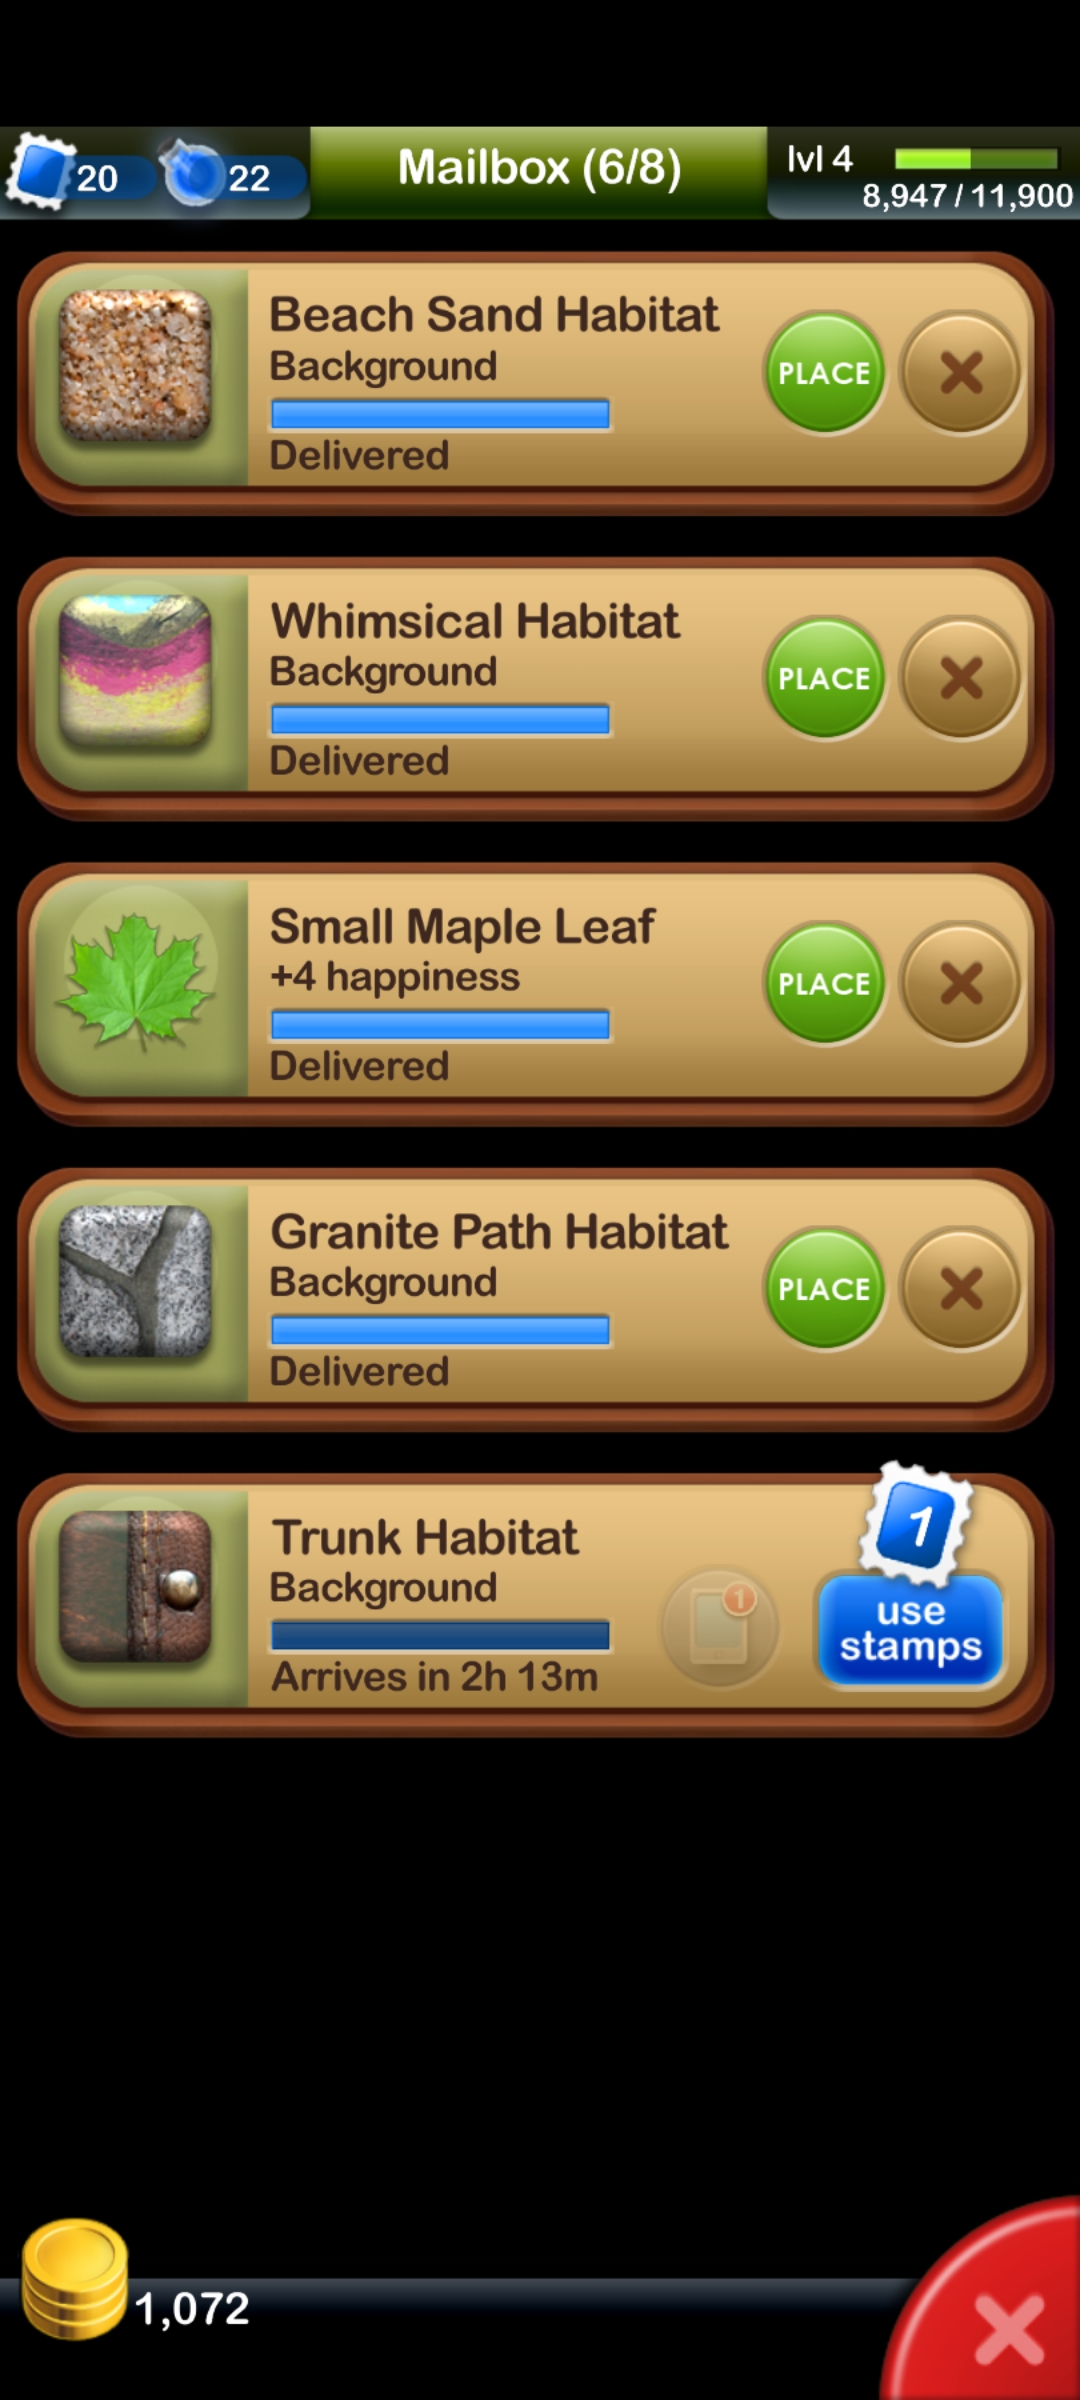 20
22
Mailbox (6/8)
lvl 4
8,947 / 11,900
Beach Sand Habitat
Background
Delivered
PLACE
Whimsical Habitat
Background
Delivered
PLACE
Small Maple Leaf
+4 happiness
Delivered
PLACE
Granite Path Habitat
Background
Delivered
PLACE
Trunk Habitat
Background
Arrives in 2h 13m
1
1
use
stamps
1,072